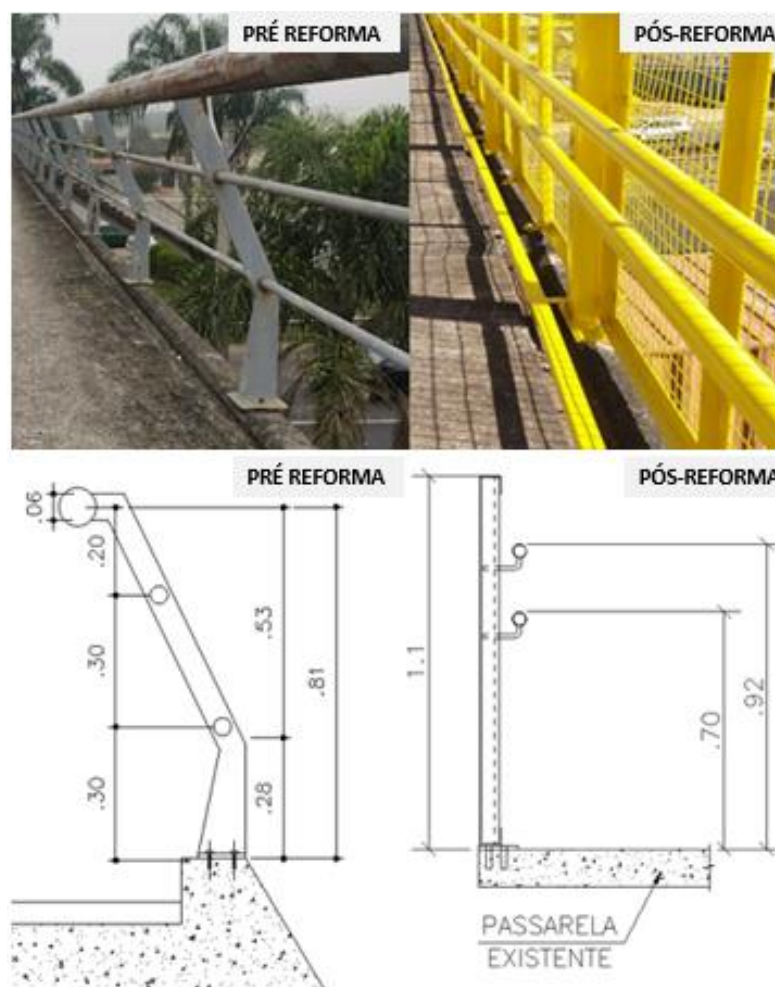 PRÉ REFORMA
PÓS-REFORMA
PRÉ REFORMA
PÓS-REFORMA
.06
.20
.30
.30
.53
.28
.81
1.1
.70
.92
PASSARELA
EXISTENTE